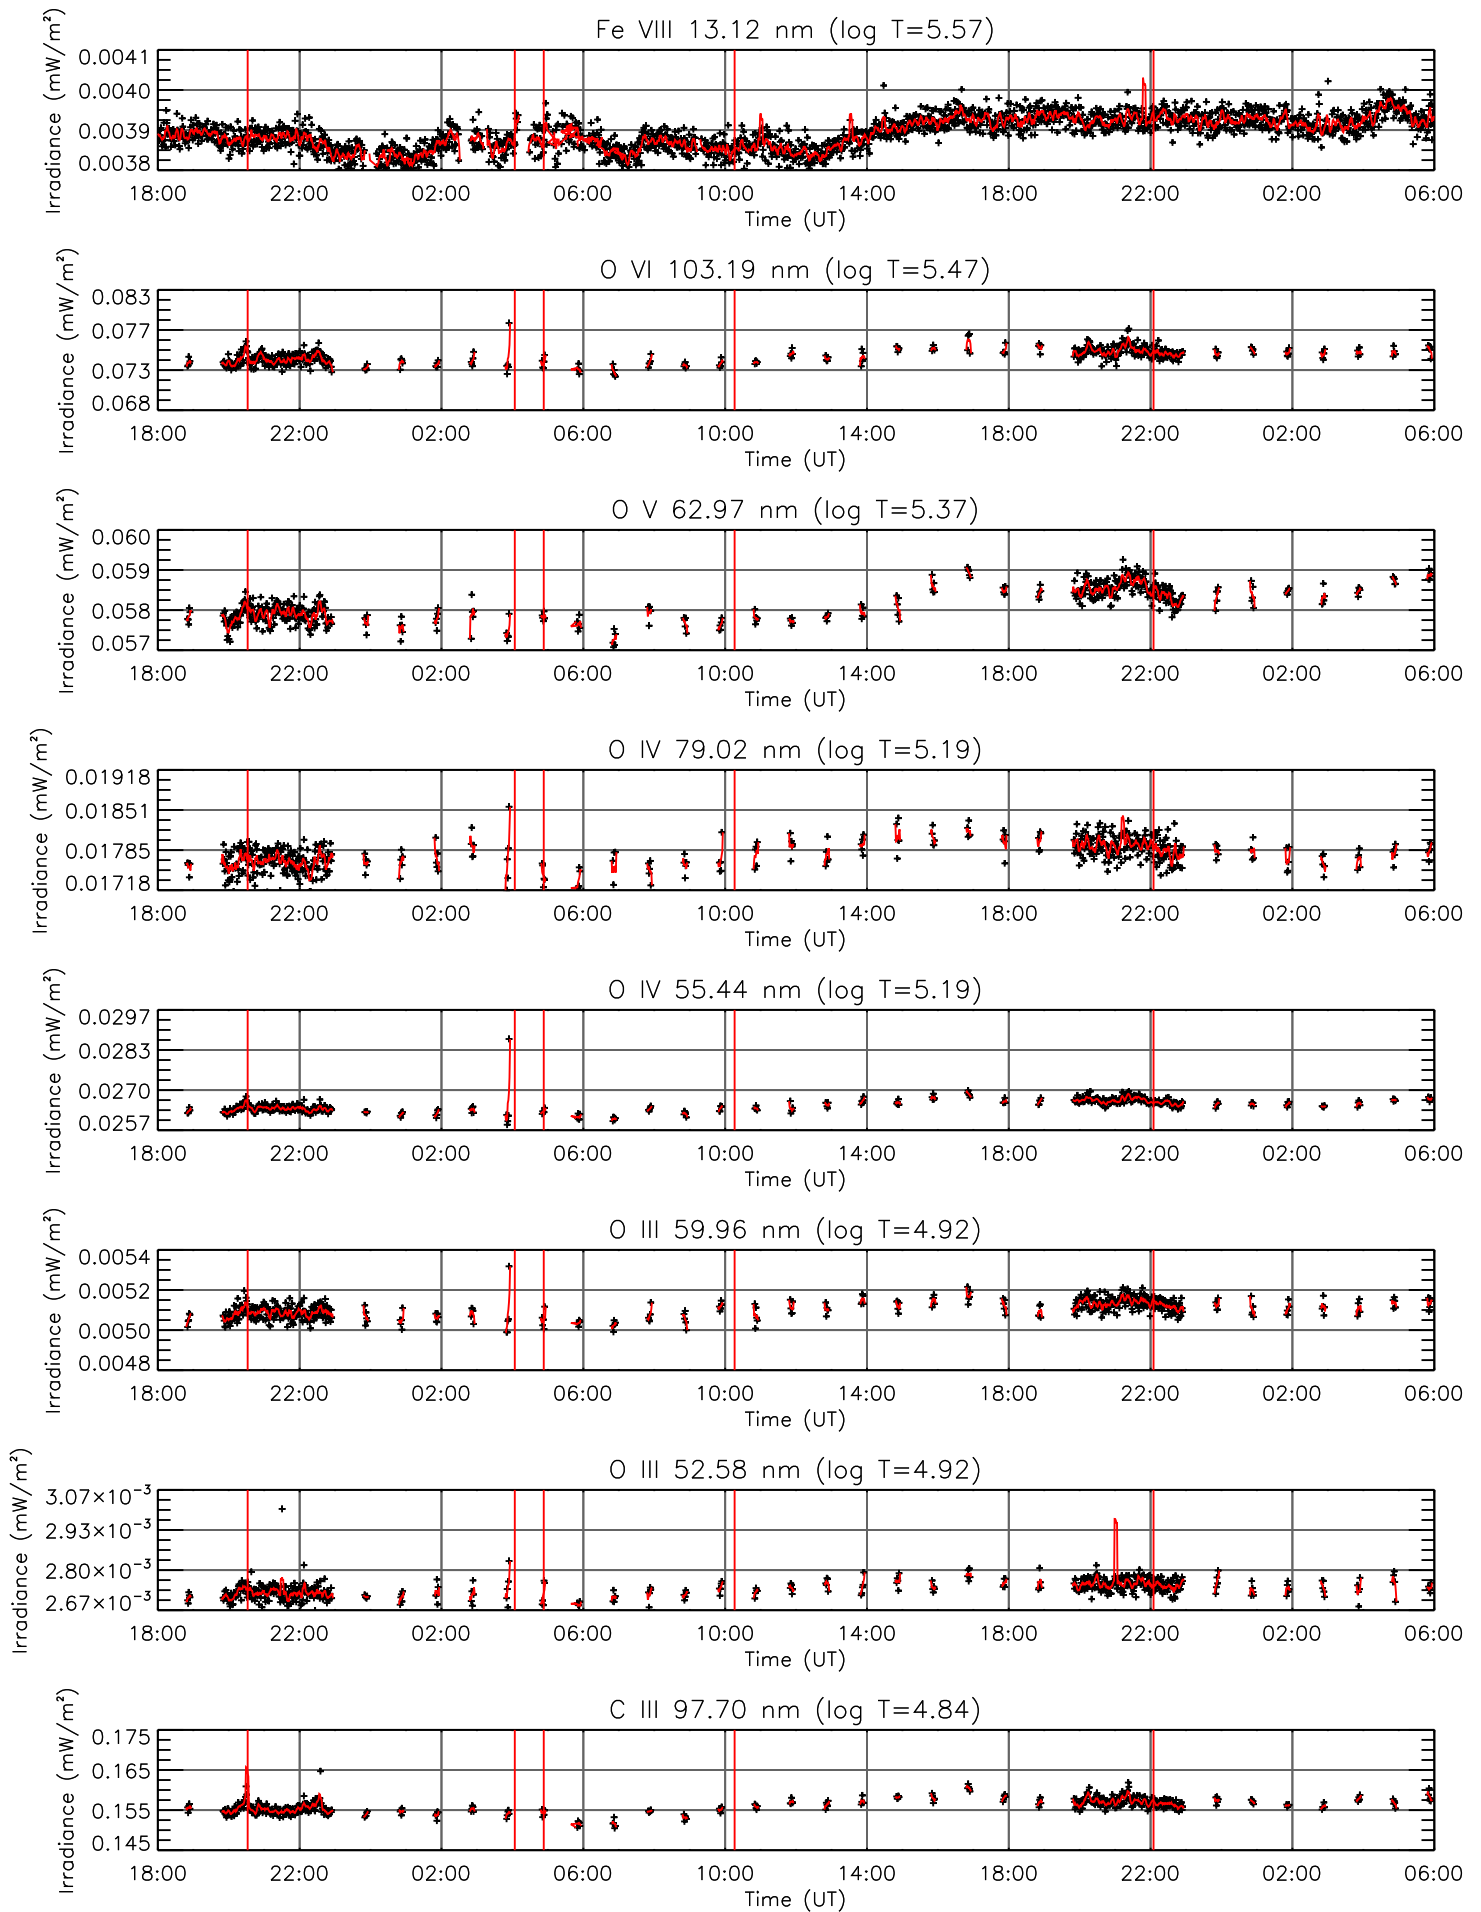 Fe VIII 13.12 nm (log T=5.57)
Irradiance (mW/m²)
0.0041
0.0040
0.0039
0.0038
18:00 22:00 02:00 06:00 10:00 14:00 18:00 22:00 02:00 06:00
Time (UT)
O VI 103.19 nm (log T=5.47)
Irradiance (mW/m²)
0.083
0.077
0.073
0.068
18:00 22:00 02:00 06:00 10:00 14:00 18:00 22:00 02:00 06:00
Time (UT)
O V 62.97 nm (log T=5.37)
Irradiance (mW/m²)
0.060
0.059
0.058
0.057
18:00 22:00 02:00 06:00 10:00 14:00 18:00 22:00 02:00 06:00
Time (UT)
O IV 79.02 nm (log T=5.19)
Irradiance (mW/m²)
0.01918
0.01851
0.01785
0.01718
18:00 22:00 02:00 06:00 10:00 14:00 18:00 22:00 02:00 06:00
Time (UT)
O IV 55.44 nm (log T=5.19)
Irradiance (mW/m²)
0.0297
0.0283
0.0270
0.0257
18:00 22:00 02:00 06:00 10:00 14:00 18:00 22:00 02:00 06:00
Time (UT)
O III 59.96 nm (log T=4.92)
Irradiance (mW/m²)
0.0054
0.0052
0.0050
0.0048
18:00 22:00 02:00 06:00 10:00 14:00 18:00 22:00 02:00 06:00
Time (UT)
O III 52.58 nm (log T=4.92)
Irradiance (mW/m²)
3.07×10⁻³
2.93×10⁻³
2.80×10⁻³
2.67×10⁻³
18:00 22:00 02:00 06:00 10:00 14:00 18:00 22:00 02:00 06:00
Time (UT)
C III 97.70 nm (log T=4.84)
Irradiance (mW/m²)
0.175
0.165
0.155
0.145
18:00 22:00 02:00 06:00 10:00 14:00 18:00 22:00 02:00 06:00
Time (UT)